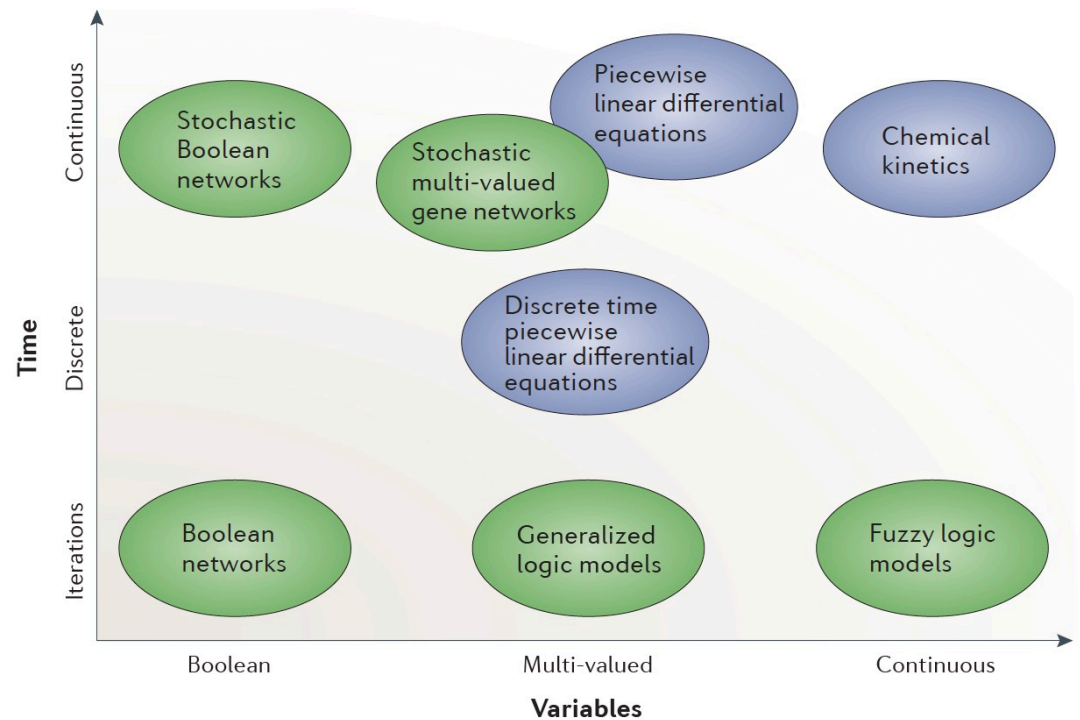 Continuous
Discrete
Iterations
Time
Stochastic
Boolean
networks
Stochastic
multi-valued
gene networks
Piecewise
linear differential
equations
Chemical
kinetics
Discrete time
piecewise
linear differential
equations
Boolean
networks
Generalized
logic models
Fuzzy logic
models
Boolean
Multi-valued
Continuous
Variables